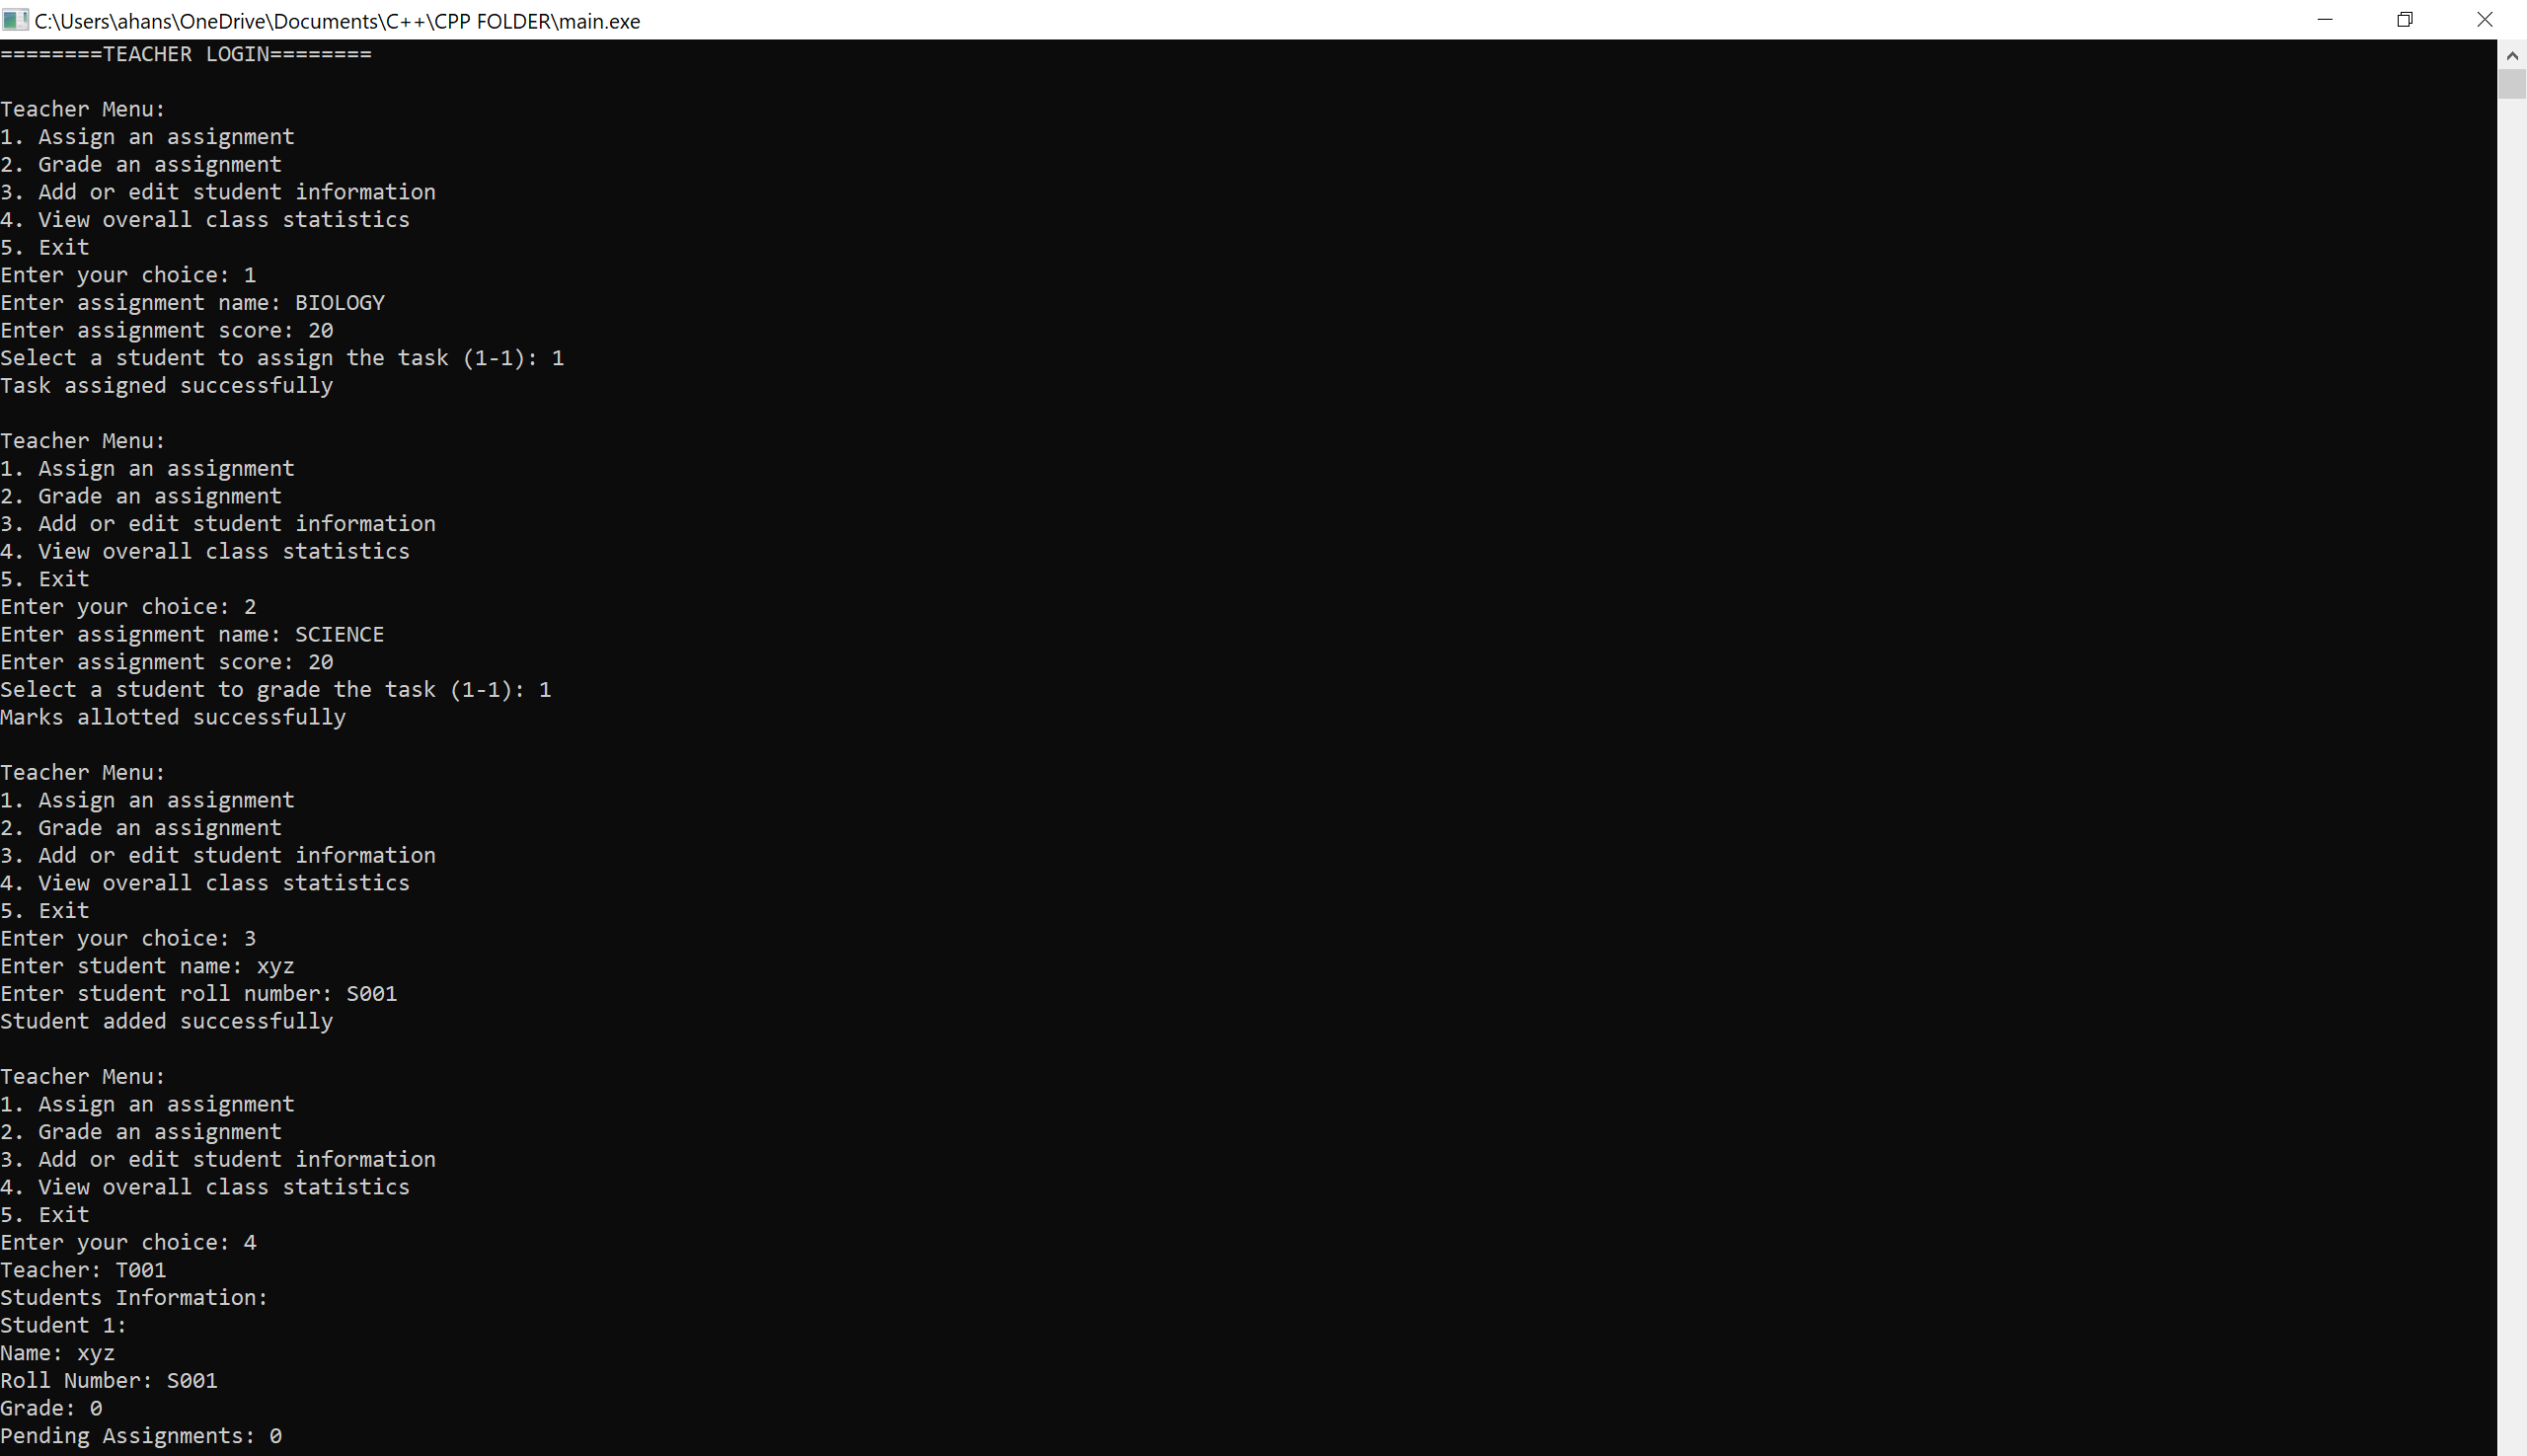 C:\Users\ahans\OneDrive\Documents\C++\CPP FOLDER\main.exe
========TEACHER LOGIN========
Teacher Menu:
1. Assign an assignment
2. Grade an assignment
3. Add or edit student information
4. View overall class statistics
5. Exit
Enter your choice: 1
Enter assignment name: BIOLOGY
Enter assignment score: 20
Select a student to assign the task (1-1): 1
Task assigned successfully
Teacher Menu:
1. Assign an assignment
2. Grade an assignment
3. Add or edit student information
4. View overall class statistics
5. Exit
Enter your choice: 2
Enter assignment name: SCIENCE
Enter assignment score: 20
Select a student to grade the task (1-1): 1
Marks allotted successfully
Teacher Menu:
1. Assign an assignment
2. Grade an assignment
3. Add or edit student information
4. View overall class statistics
5. Exit
Enter your choice: 3
Enter student name: xyz
Enter student roll number: S001
Student added successfully
Teacher Menu:
1. Assign an assignment
2. Grade an assignment
3. Add or edit student information
4. View overall class statistics
5. Exit
Enter your choice: 4
Teacher: T001
Students Information:
Student 1:
Name: xyz
Roll Number: S001
Grade: 0
Pending Assignments: 0